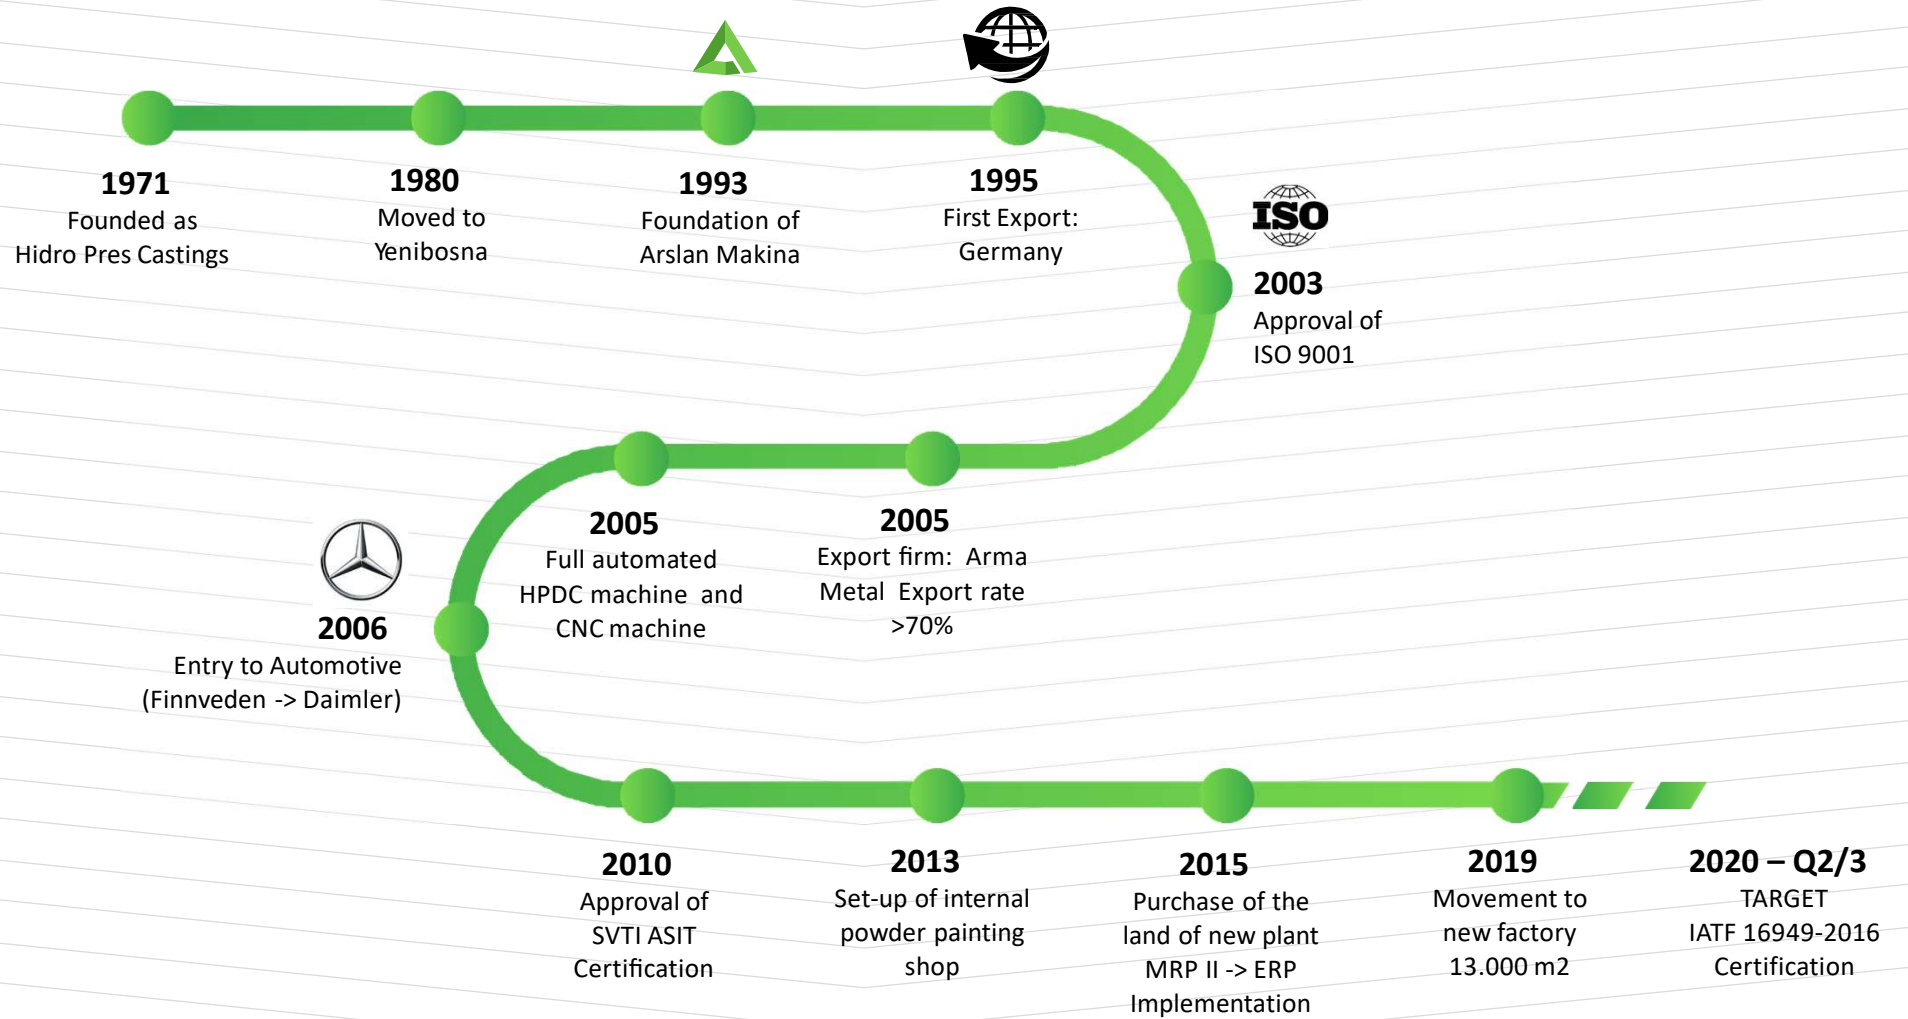 1971
Founded as
Hidro Pres Castings
1980
Moved to
Yenibosna
1993
Foundation of
Arslan Makina
1995
First Export:
Germany
ISO
2003
Approval of
ISO 9001
2005
Export firm: Arma
Metal Export rate
>70%
2005
Full automated
HPDC machine and
CNC machine
2006
Entry to Automotive
(Finnveden -> Daimler)
2010
Approval of
SVTI ASIT
Certification
2013
Set-up of internal
powder painting
shop
2015
Purchase of the
land of new plant
MRP II -> ERP
Implementation
2019
Movement to
new factory
13.000 m2
2020 – Q2/3
TARGET
IATF 16949-2016
Certification